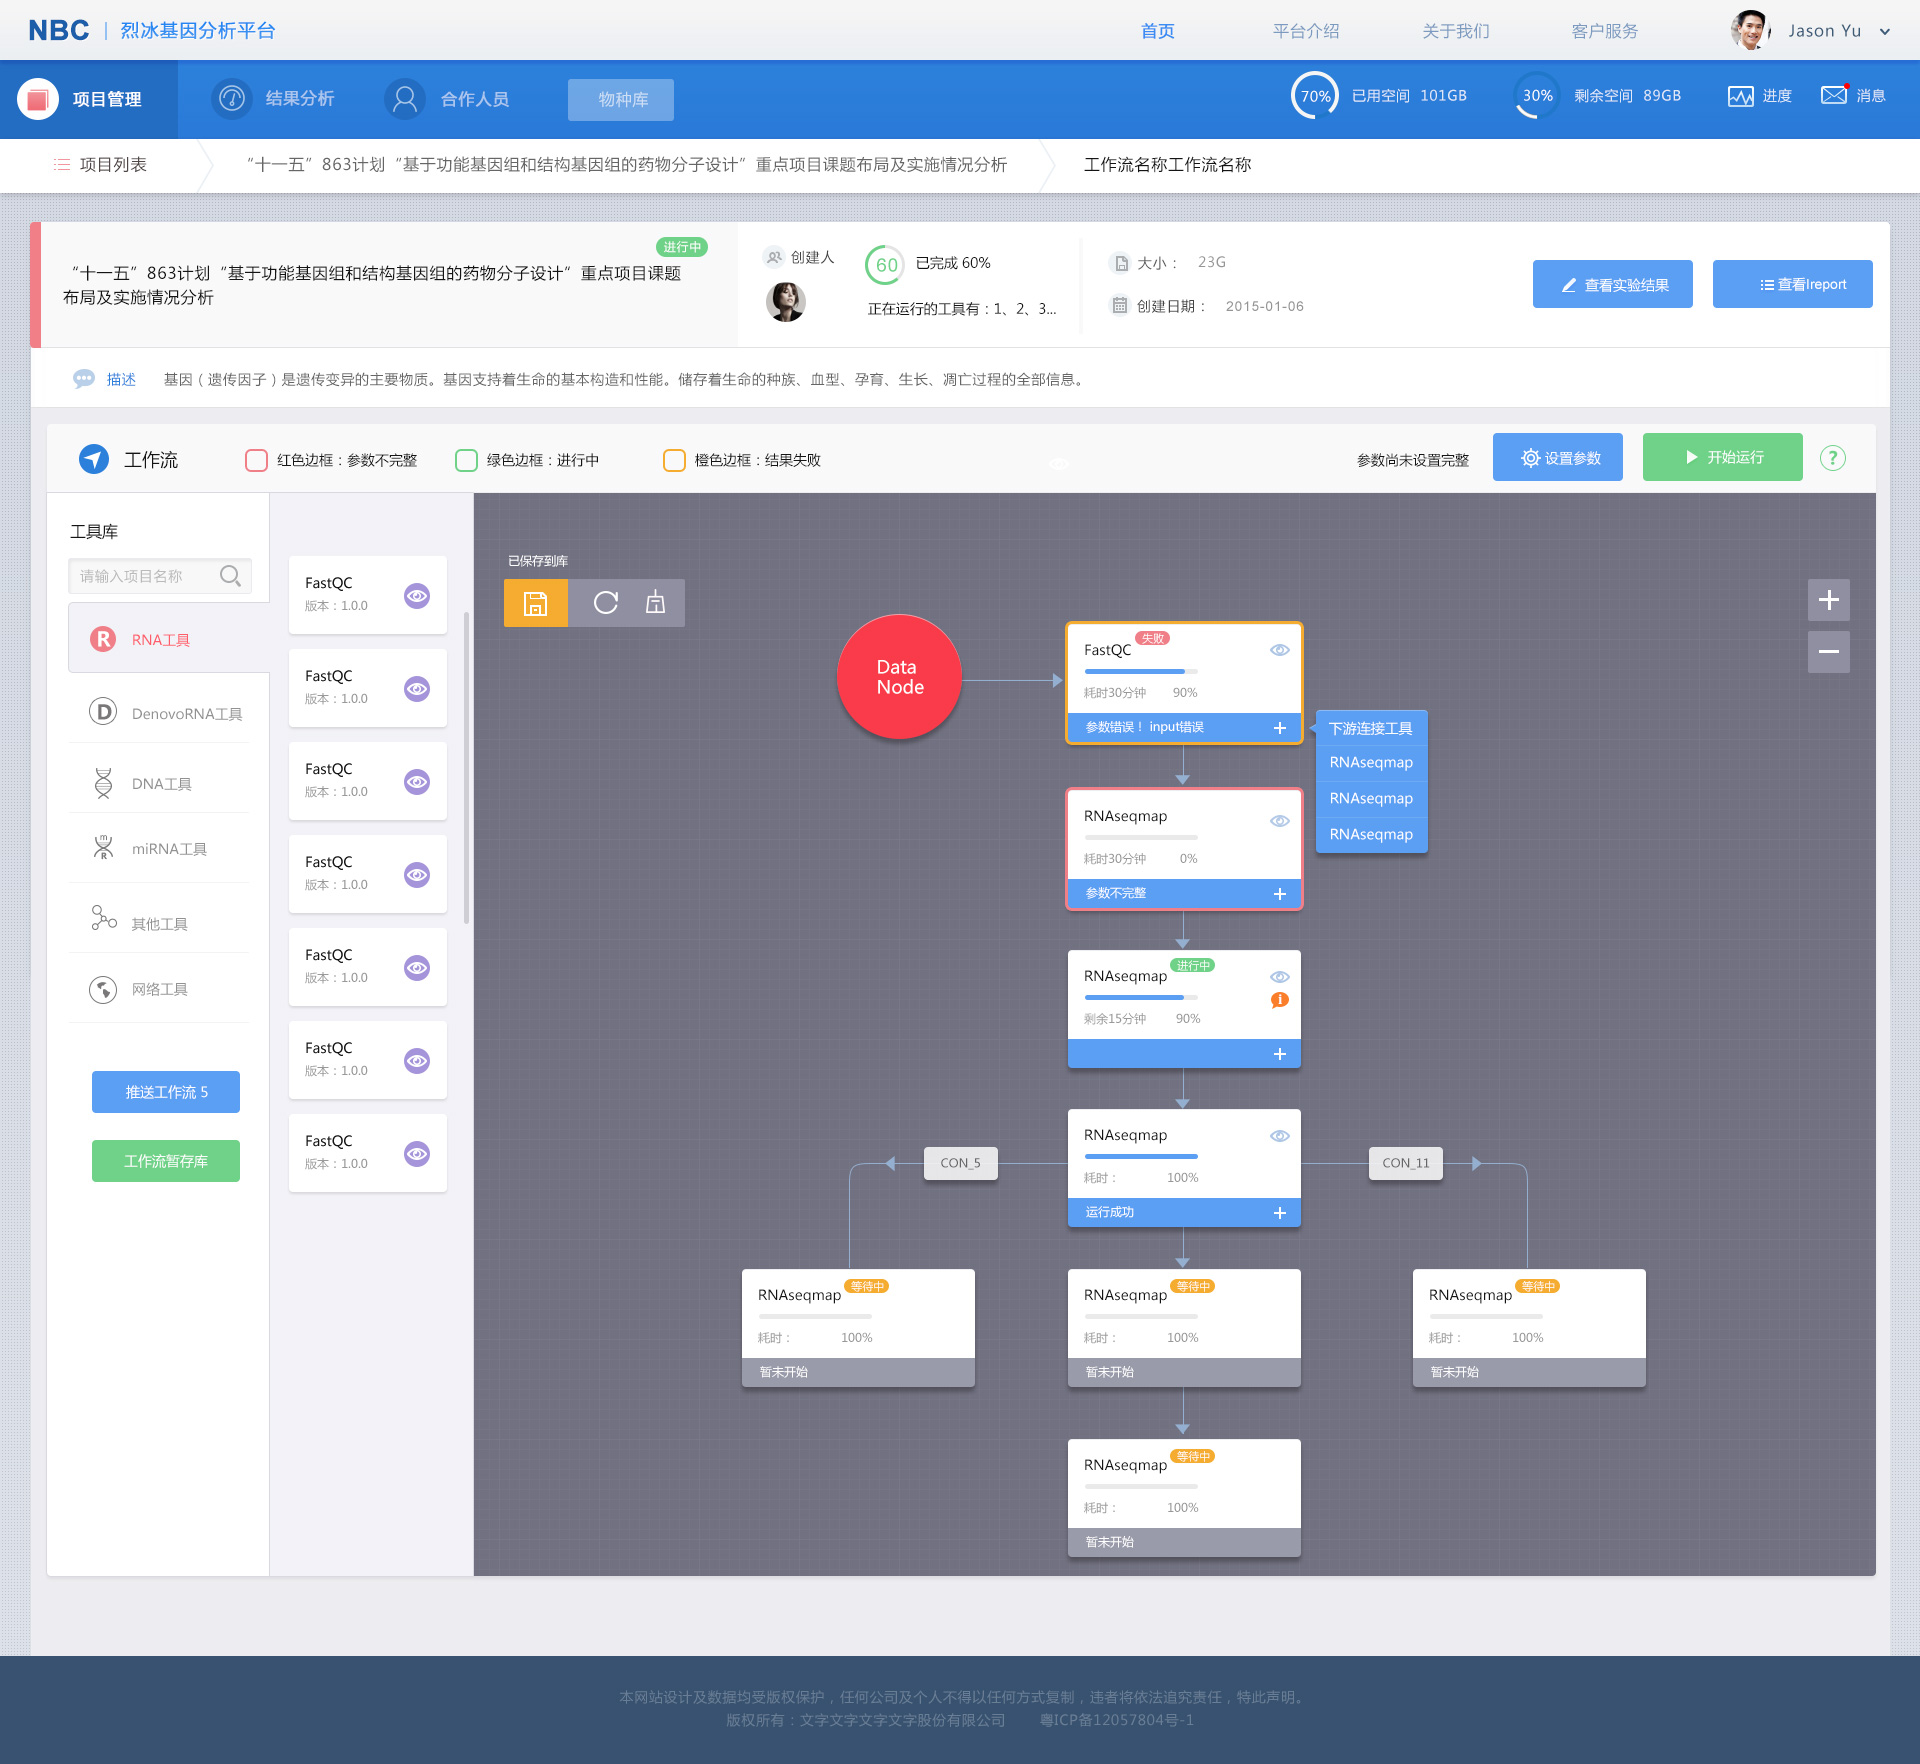 NBC 烈冰基因分析平台
首页 平台介绍 关于我们 客户服务 Jason Yu
项目管理 结果分析 合作人员 物种库
70% 已用空间 101GB 30% 剩余空间 89GB 进度 消息
项目列表 “十一五”863计划“基于功能基因组和结构基因组的药物分子设计”重点项目课题布局及实施情况分析 工作流名称工作流名称
进行中
“十一五”863计划“基于功能基因组和结构基因组的药物分子设计”重点项目课题
布局及实施情况分析
创建人
60 已完成 60%
正在运行的工具有：1、2、3...
大小： 23G
创建日期： 2015-01-06
查看实验结果 查看Ireport
描述 基因（遗传因子）是遗传变异的主要物质。基因支持着生命的基本构造和性能。储存着生命的种族、血型、孕育、生长、凋亡过程的全部信息。
工作流 红色边框：参数不完整 绿色边框：进行中 橙色边框：结果失败
参数尚未设置完整 设置参数 开始运行 ?
工具库
请输入项目名称
R RNA工具
D DenovoRNA工具
DNA工具
m R miRNA工具
其他工具
网络工具
推送工作流 5
工作流暂存库
FastQC
版本：1.0.0
FastQC
版本：1.0.0
FastQC
版本：1.0.0
FastQC
版本：1.0.0
FastQC
版本：1.0.0
FastQC
版本：1.0.0
FastQC
版本：1.0.0
已保存到库
Data
Node
FastQC 失败
耗时30分钟 90%
参数错误！ input错误
下游连接工具
RNAseqmap
RNAseqmap
RNAseqmap
RNAseqmap
耗时30分钟 0%
参数不完整
RNAseqmap 进行中
剩余15分钟 90%
RNAseqmap
耗时： 100%
运行成功
CON_5
CON_11
RNAseqmap 等待中
耗时： 100%
暂未开始
RNAseqmap 等待中
耗时： 100%
暂未开始
RNAseqmap 等待中
耗时： 100%
暂未开始
RNAseqmap 等待中
耗时： 100%
暂未开始
本网站设计及数据均受版权保护，任何公司及个人不得以任何方式复制，违者将依法追究责任，特此声明。
版权所有：文字文字文字文字股份有限公司 粤ICP备12057804号-1